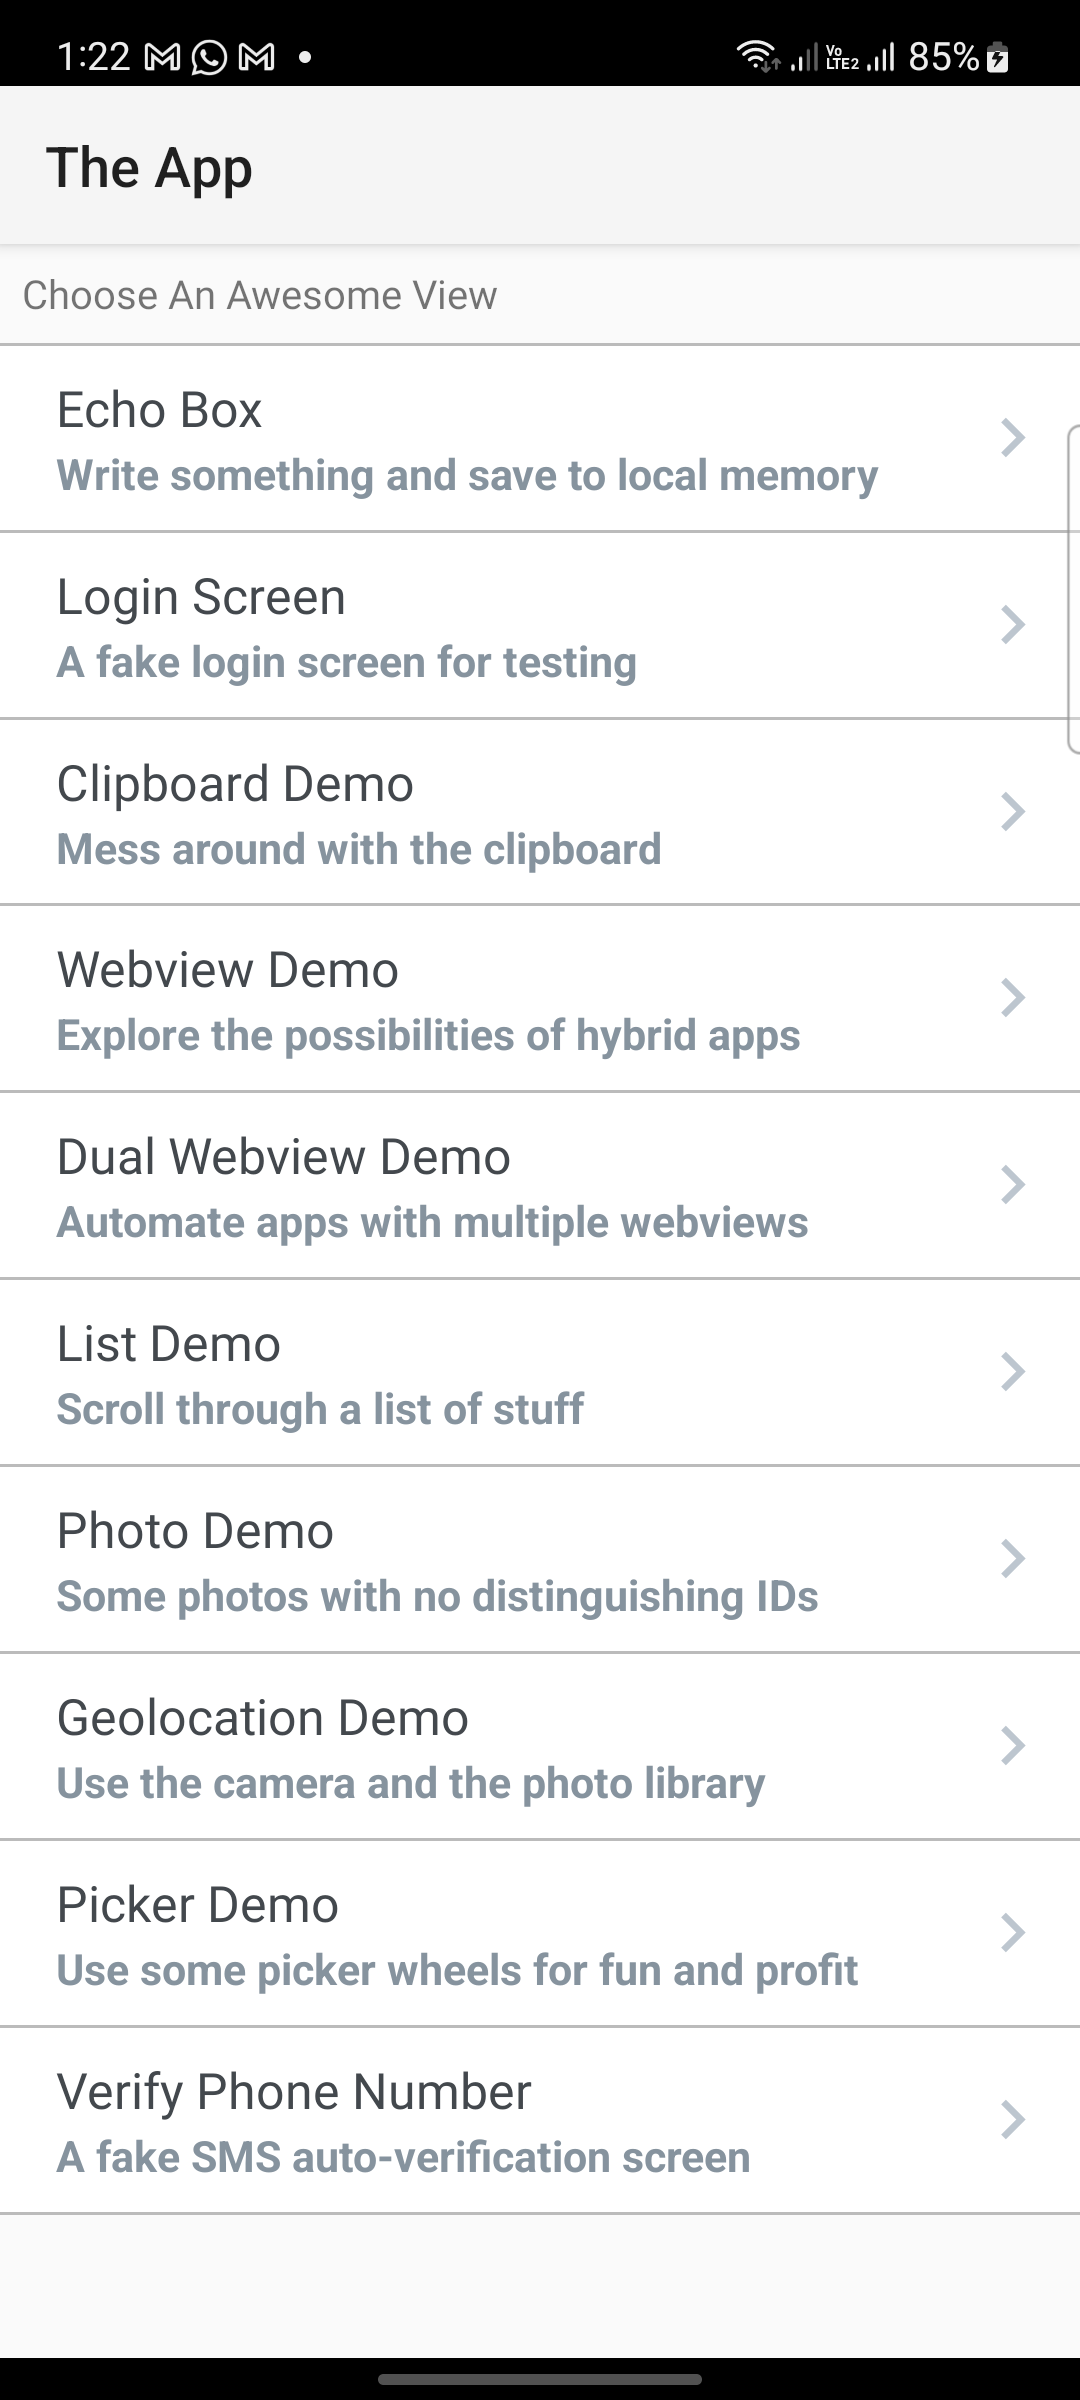 1:22
Vo LTE2 85%
The App
Choose An Awesome View
Echo Box
Write something and save to local memory
Login Screen
A fake login screen for testing
Clipboard Demo
Mess around with the clipboard
Webview Demo
Explore the possibilities of hybrid apps
Dual Webview Demo
Automate apps with multiple webviews
List Demo
Scroll through a list of stuff
Photo Demo
Some photos with no distinguishing IDs
Geolocation Demo
Use the camera and the photo library
Picker Demo
Use some picker wheels for fun and profit
Verify Phone Number
A fake SMS auto-verification screen